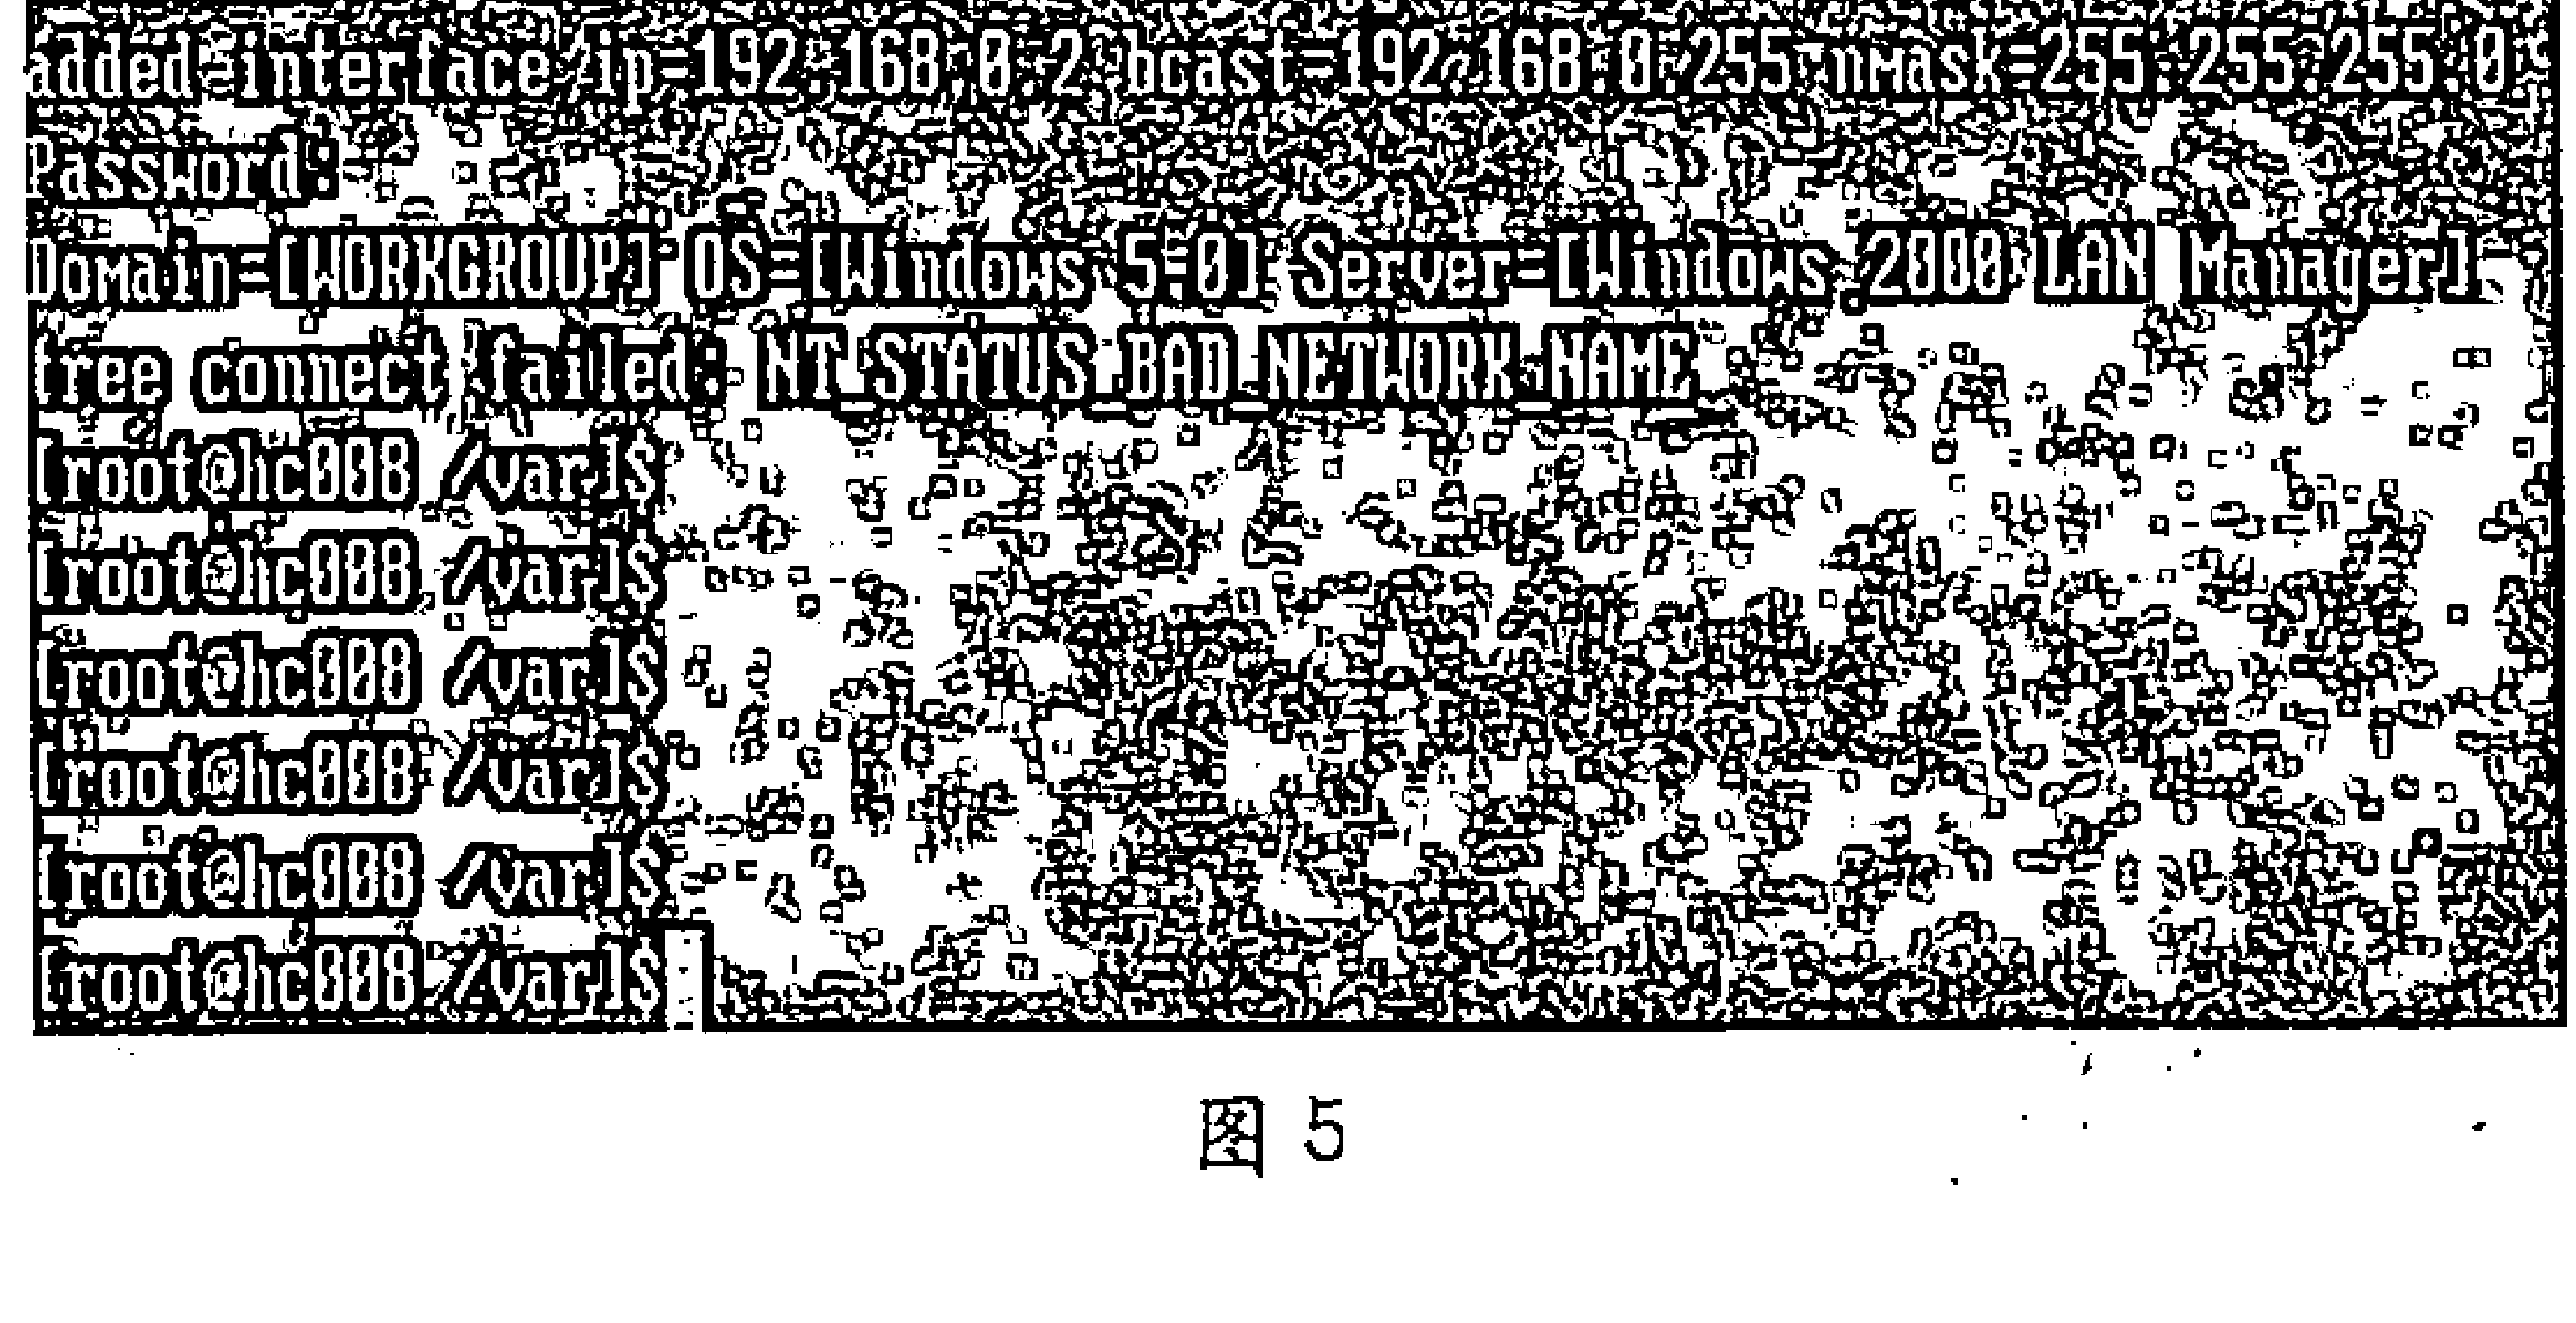 added interface ip=192.168.0.2 bcast=192.168.0.255 nmask=255.255.255.0
Password:
Domain=[WORKGROUP] OS=[Windows 5.0] Server=[Windows 2000 LAN Manager]
tree connect failed: NT_STATUS_BAD_NETWORK_NAME
[root@hc008 /var]$
[root@hc008 /var]$
[root@hc008 /var]$
[root@hc008 /var]$
[root@hc008 /var]$
[root@hc008 /var]$
图 5